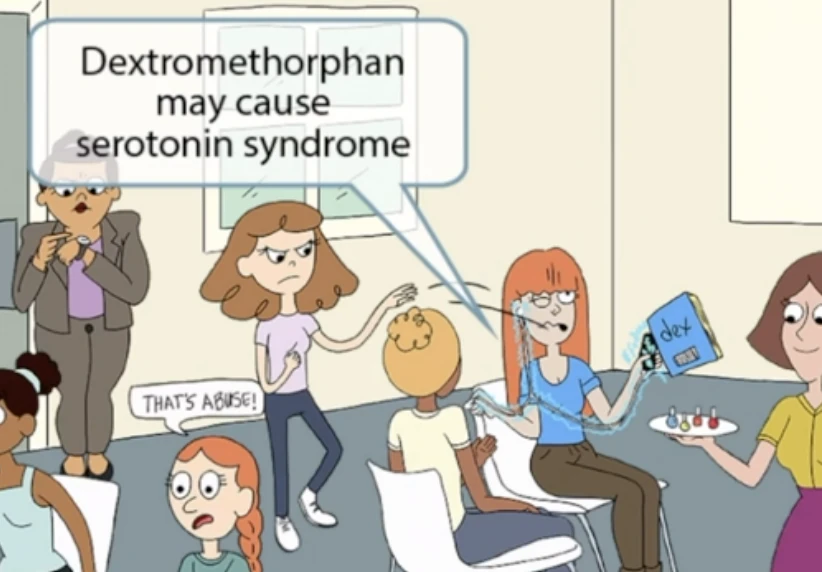 Dextromethorphan
may cause
serotonin syndrome
THAT'S ABUSE!
dex